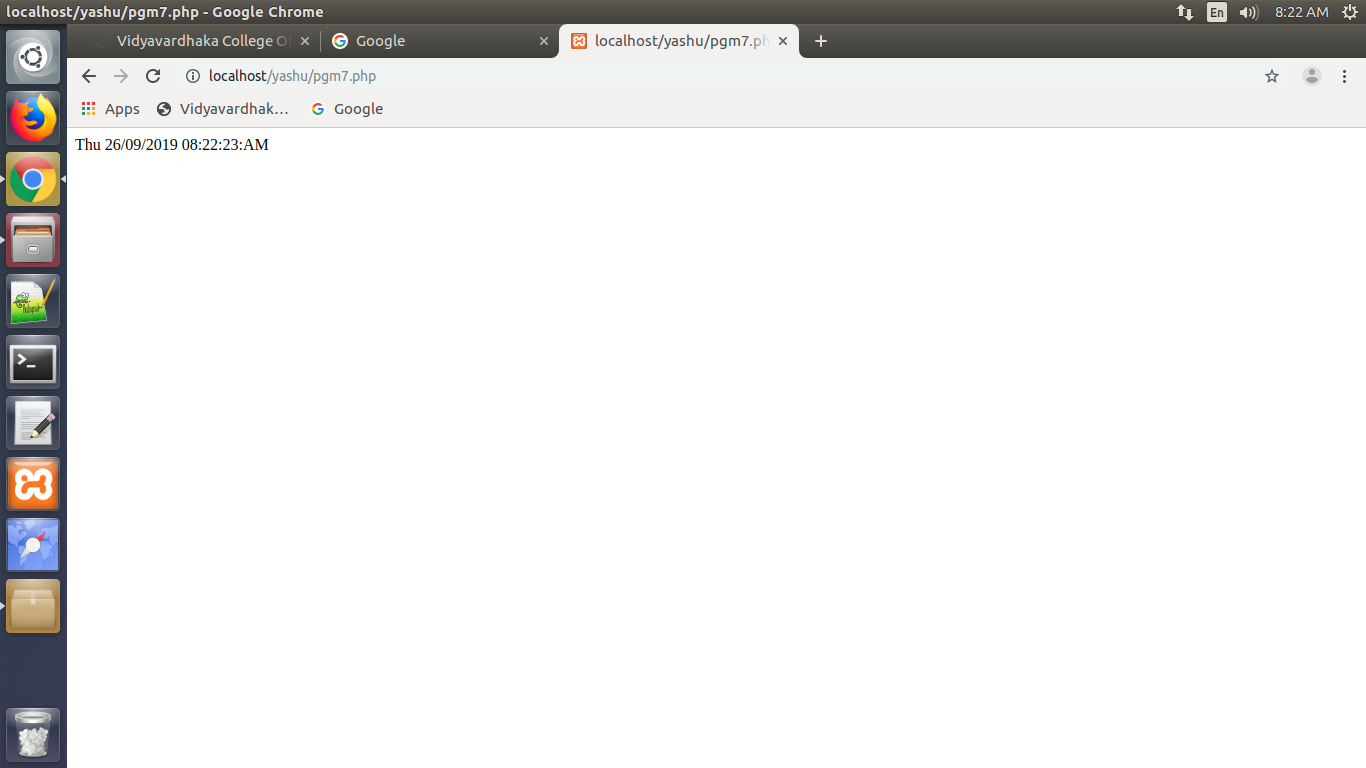 localhost/yashu/pgm7.php - Google Chrome
En
8:22 AM
Vidyavardhaka College O
Google
localhost/yashu/pgm7.ph
localhost/yashu/pgm7.php
Apps
Vidyavardhak...
Google
Thu 26/09/2019 08:22:23:AM